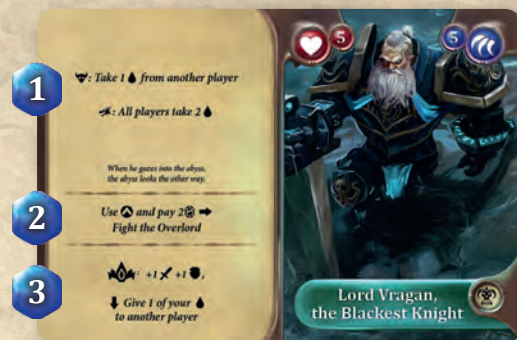 1
: Take 1 from another player
: All players take 2
When he gazes into the abyss,
the abyss looks the other way.
2
Use and pay 2
Fight the Overlord
3
: +1 +1 ,
Give 1 of your
to another player
5
5
Lord Vragan,
the Blackest Knight